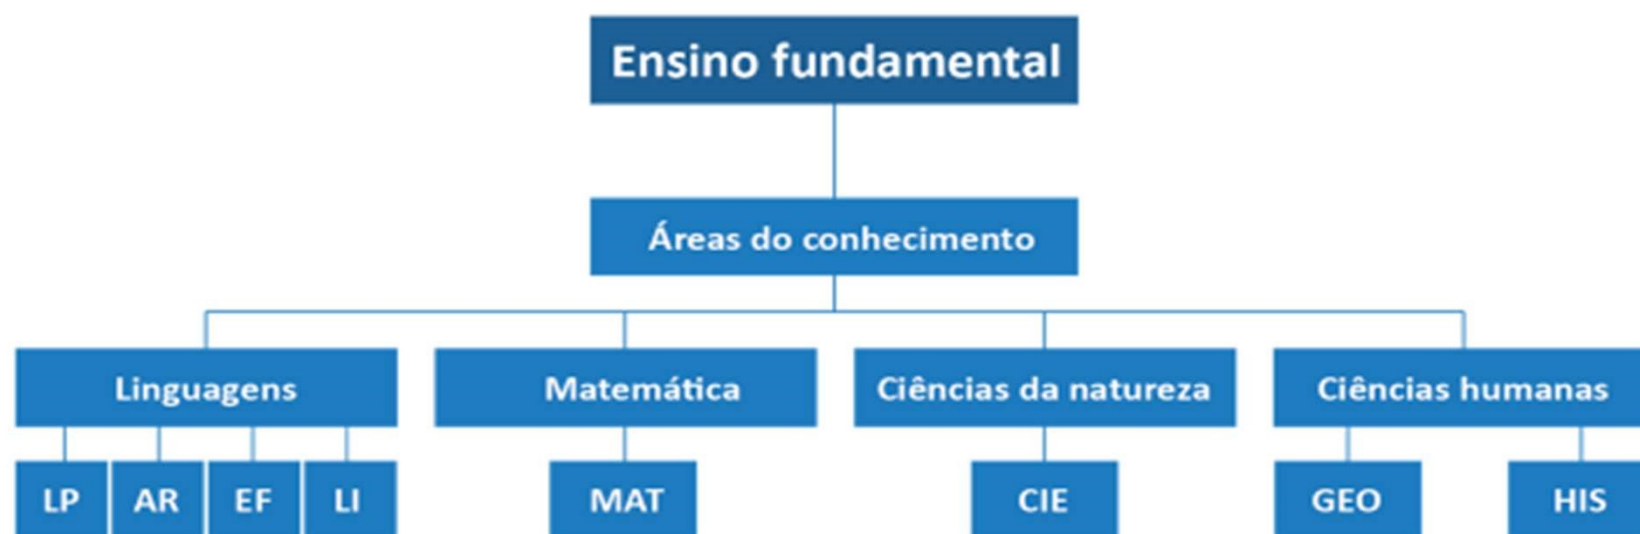 Ensino fundamental
Áreas do conhecimento
Linguagens
Matemática
Ciências da natureza
Ciências humanas
LP
AR
EF
LI
MAT
CIE
GEO
HIS